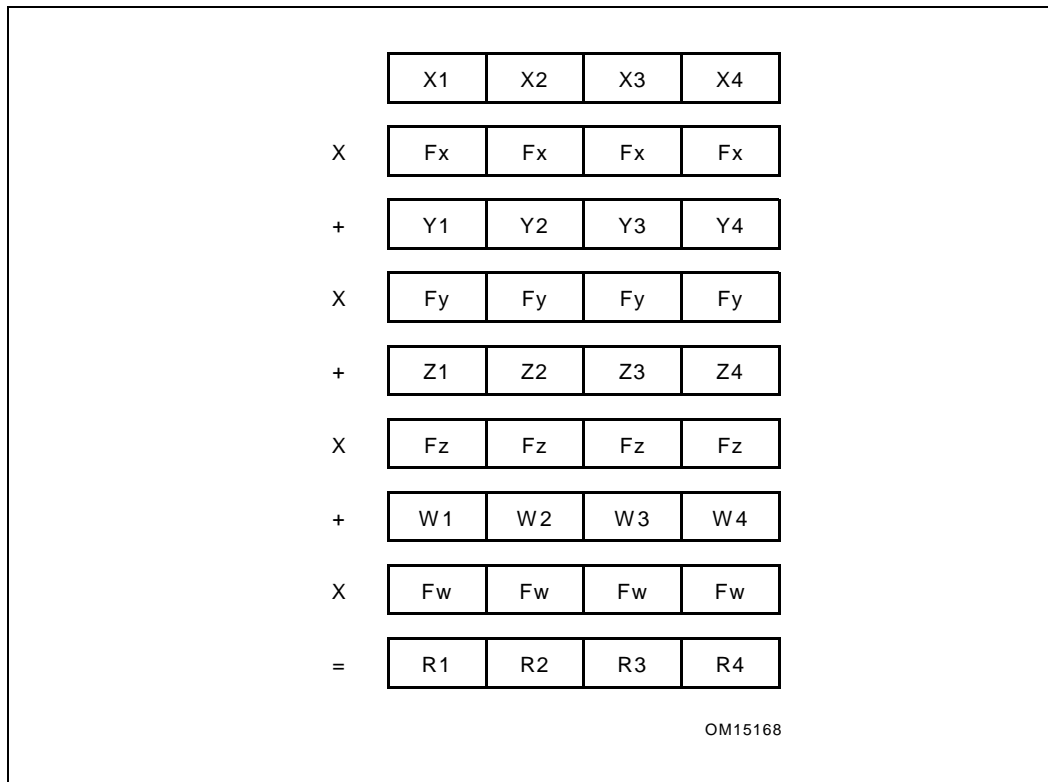 X1 X2 X3 X4
X Fx Fx Fx Fx
+ Y1 Y2 Y3 Y4
X Fy Fy Fy Fy
+ Z1 Z2 Z3 Z4
X Fz Fz Fz Fz
+ W1 W2 W3 W4
X Fw Fw Fw Fw
= R1 R2 R3 R4
OM15168